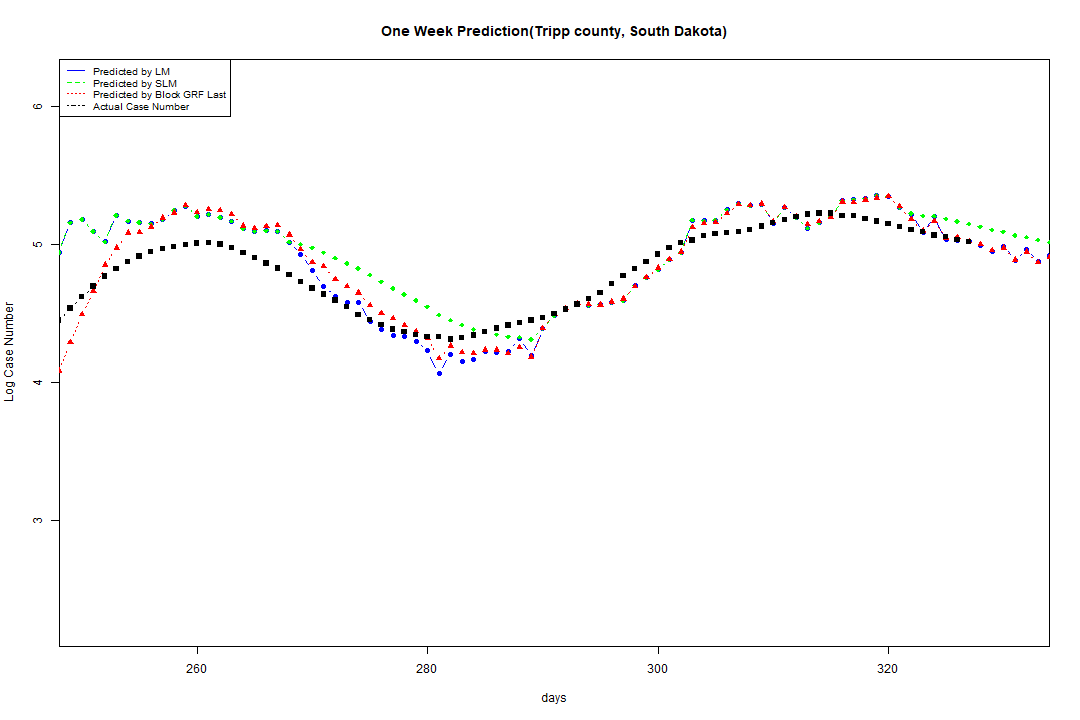 One Week Prediction(Tripp county, South Dakota)
Predicted by LM
Predicted by SLM
Predicted by Block GRF Last
Actual Case Number
6
5
4
3
Log Case Number
260 280 300 320
days